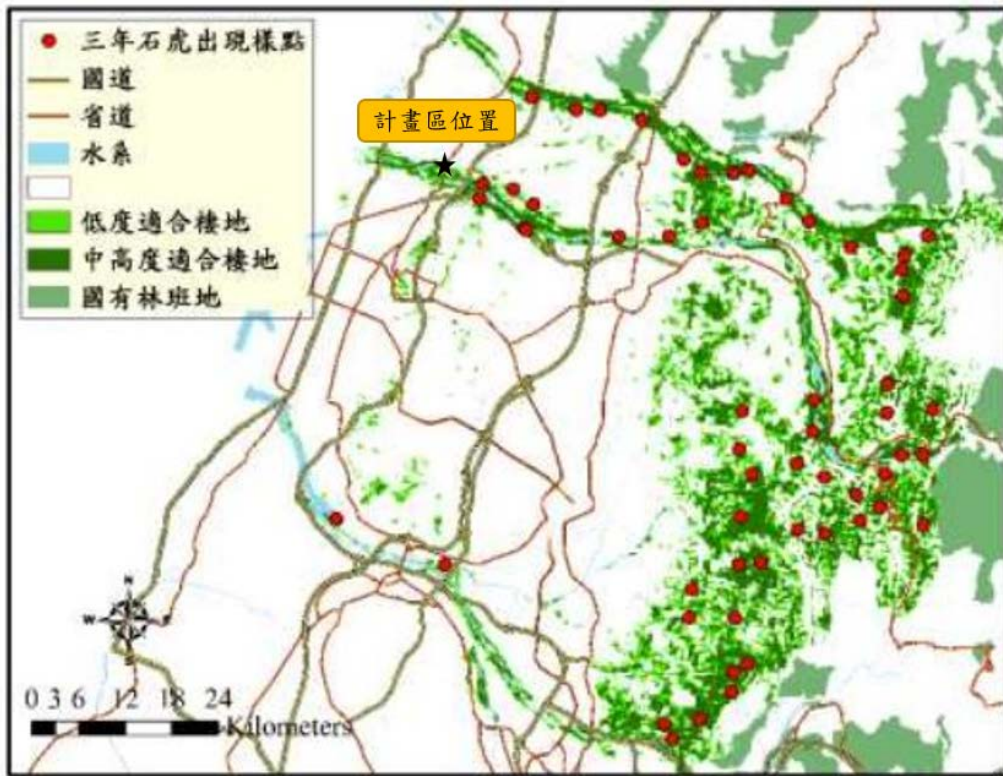 三年石虎出現樣點
國道
省道
水系
低度適合棲地
中高度適合棲地
國有林班地
計畫區位置
N
W
E
S
0 3 6 12 18 24
Kilometers